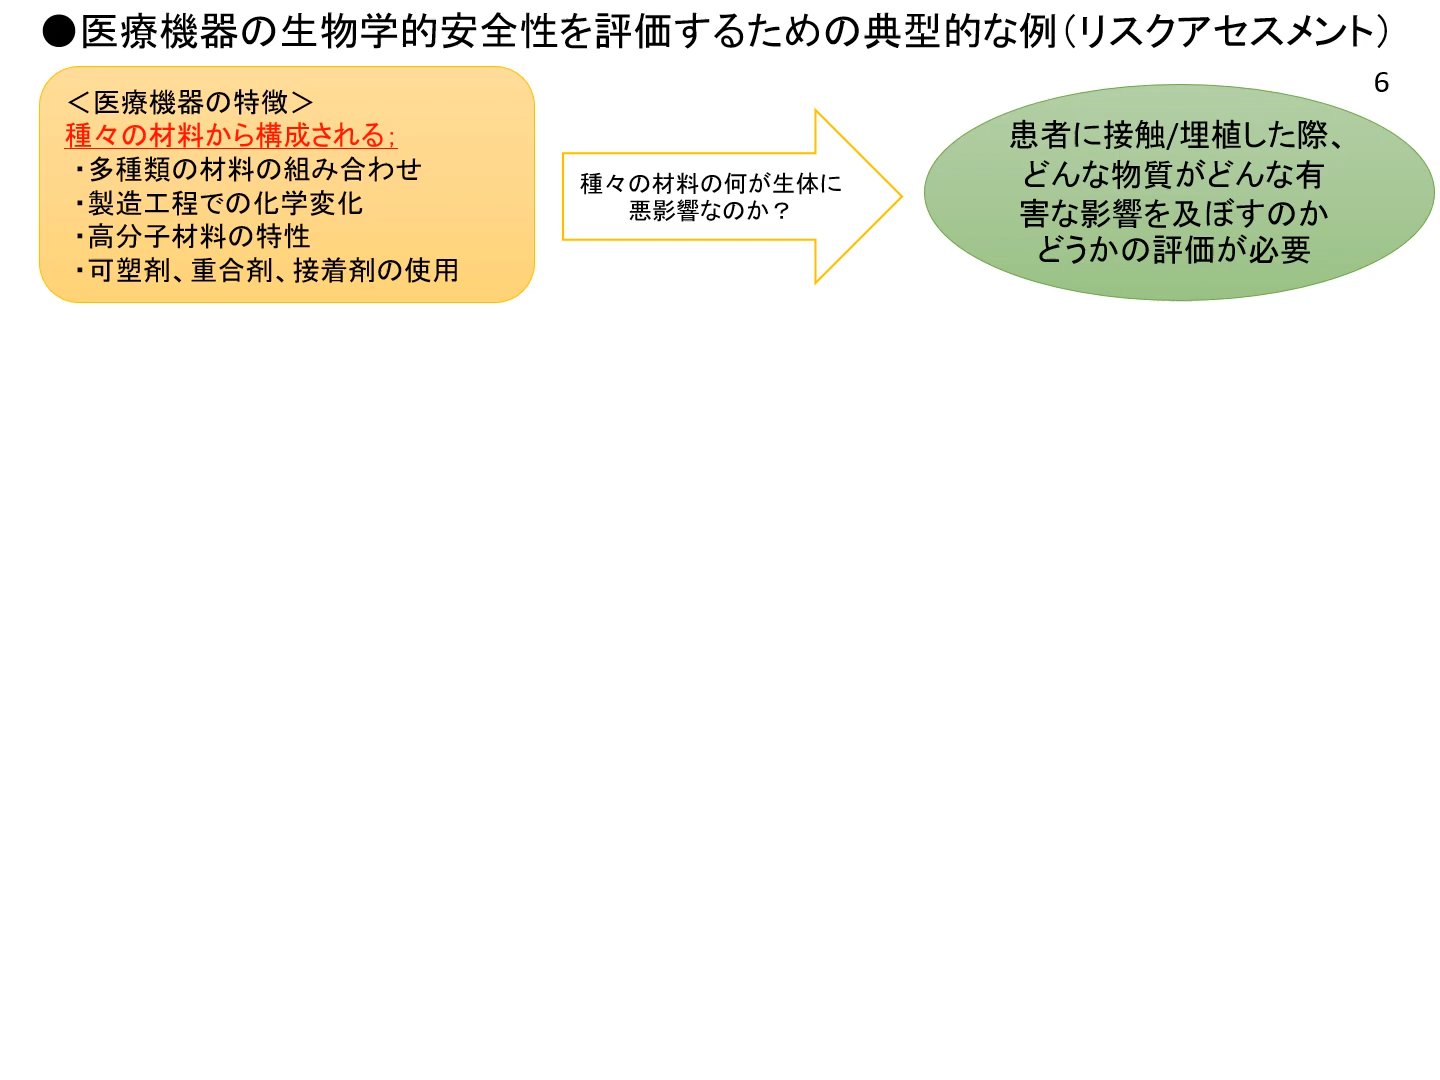 ●医療機器の生物学的安全性を評価するための典型的な例（リスクアセスメント）
6
＜医療機器の特徴＞
種々の材料から構成される；
・多種類の材料の組み合わせ
・製造工程での化学変化
・高分子材料の特性
・可塑剤、重合剤、接着剤の使用
種々の材料の何が生体に
悪影響なのか？
患者に接触/埋植した際、
どんな物質がどんな有
害な影響を及ぼすのか
どうかの評価が必要